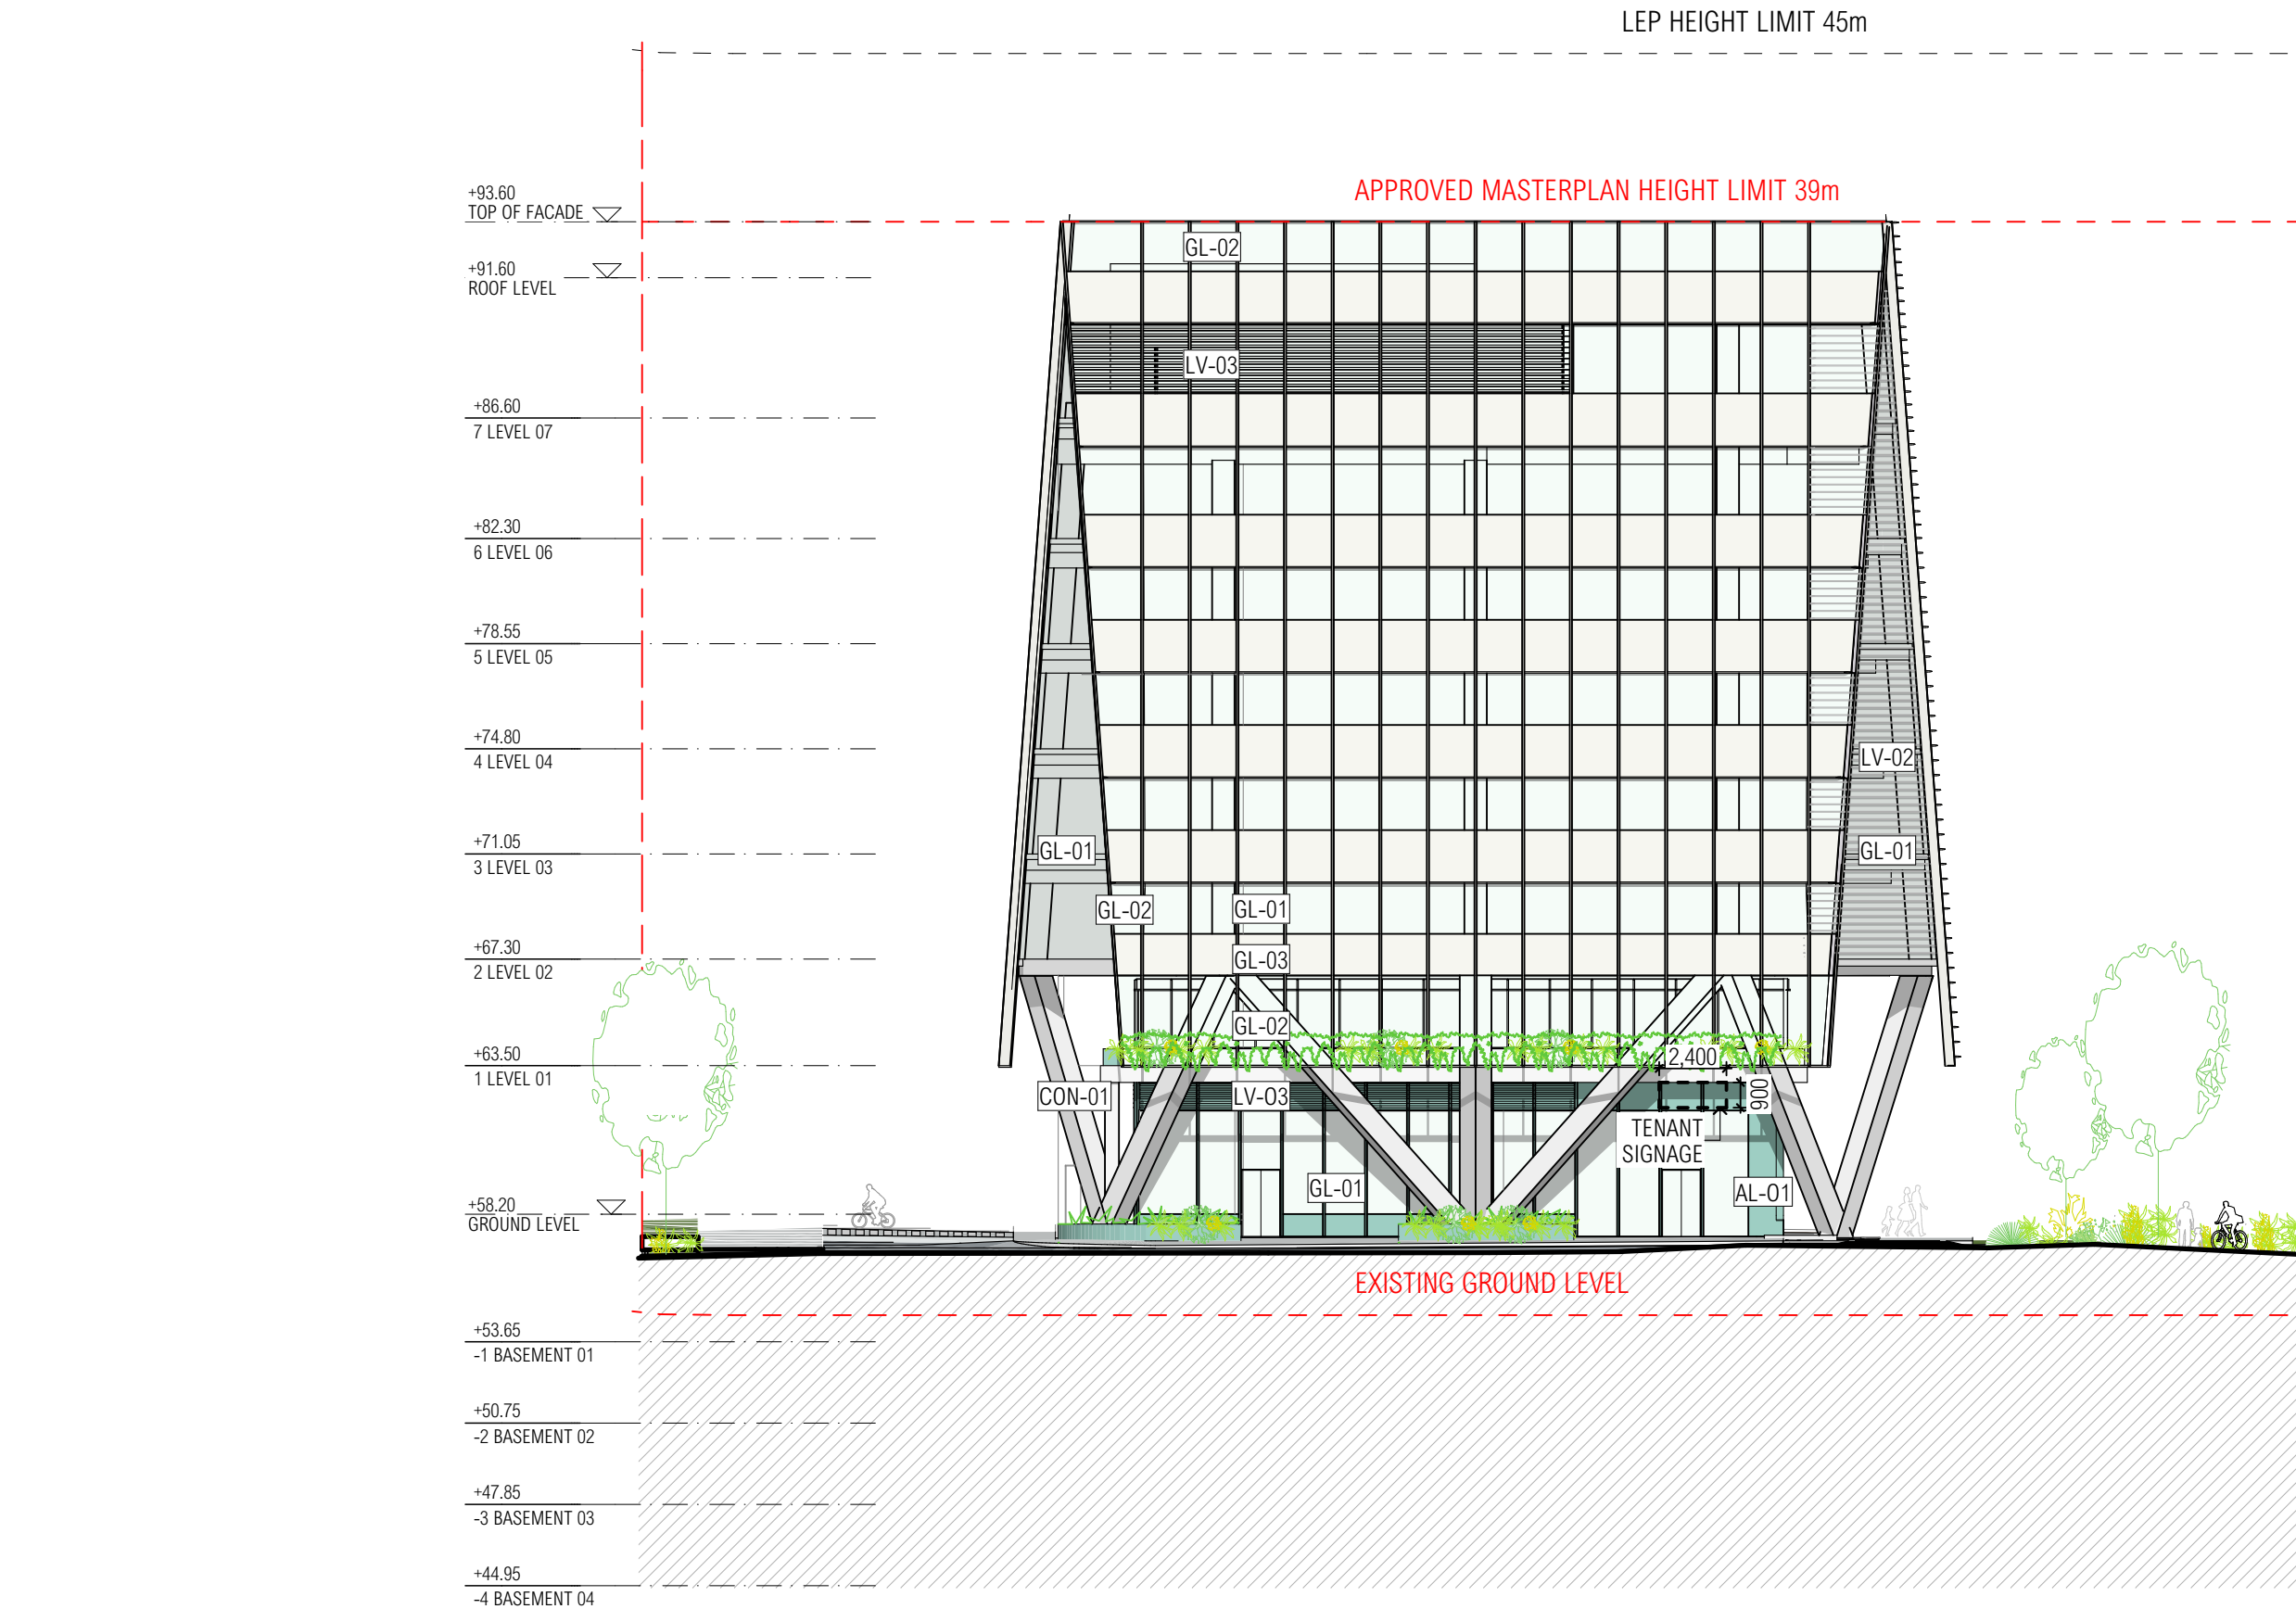 LEP HEIGHT LIMIT 45m
APPROVED MASTERPLAN HEIGHT LIMIT 39m
+93.60
TOP OF FACADE
GL-02
+91.60
ROOF LEVEL
LV-03
+86.60
7 LEVEL 07
+82.30
6 LEVEL 06
+78.55
5 LEVEL 05
+74.80
4 LEVEL 04
LV-02
+71.05
3 LEVEL 03
GL-01
GL-01
GL-02
GL-01
+67.30
2 LEVEL 02
GL-03
GL-02
+63.50
1 LEVEL 01
2,400
900
CON-01
LV-O3
TENANT
SIGNAGE
GL-01
AL-O1
+58.20
GROUND LEVEL
EXISTING GROUND LEVEL
+53.65
-1 BASEMENT 01
+50.75
-2 BASEMENT 02
+47.85
-3 BASEMENT 03
+44.95
-4 BASEMENT 04